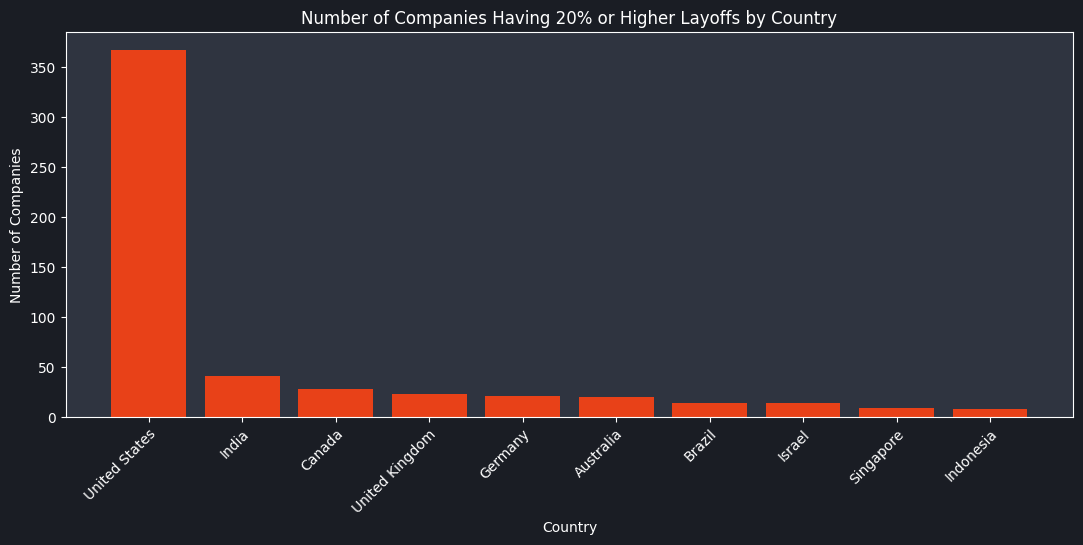 Number of Companies Having 20% or Higher Layoffs by Country
Number of Companies
350
300
250
200
150
100
50
0
United States
India
Canada
United Kingdom
Germany
Australia
Brazil
Israel
Singapore
Indonesia
Country